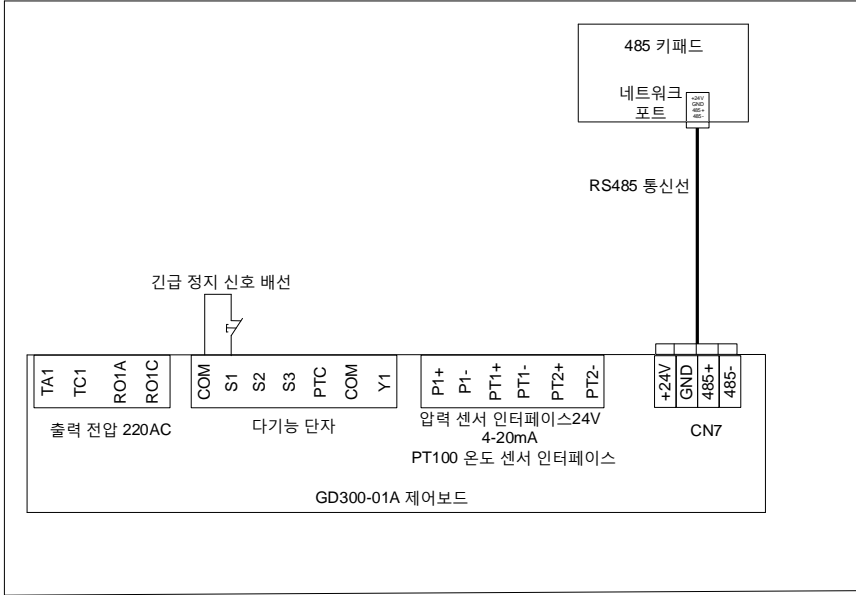 485 키패드
네트워크
포트
+24V
GND
485+
485-
RS485 통신선
긴급 정지 신호 배선
TA1
TC1
RO1A
RO1C
COM
S1
S2
S3
PTC
COM
Y1
P1+
P1-
PT1+
PT1-
PT2+
PT2-
+24V
GND
485+
485-
출력 전압 220AC
다기능 단자
압력 센서 인터페이스24V
4-20mA
PT100 온도 센서 인터페이스
CN7
GD300-01A 제어보드